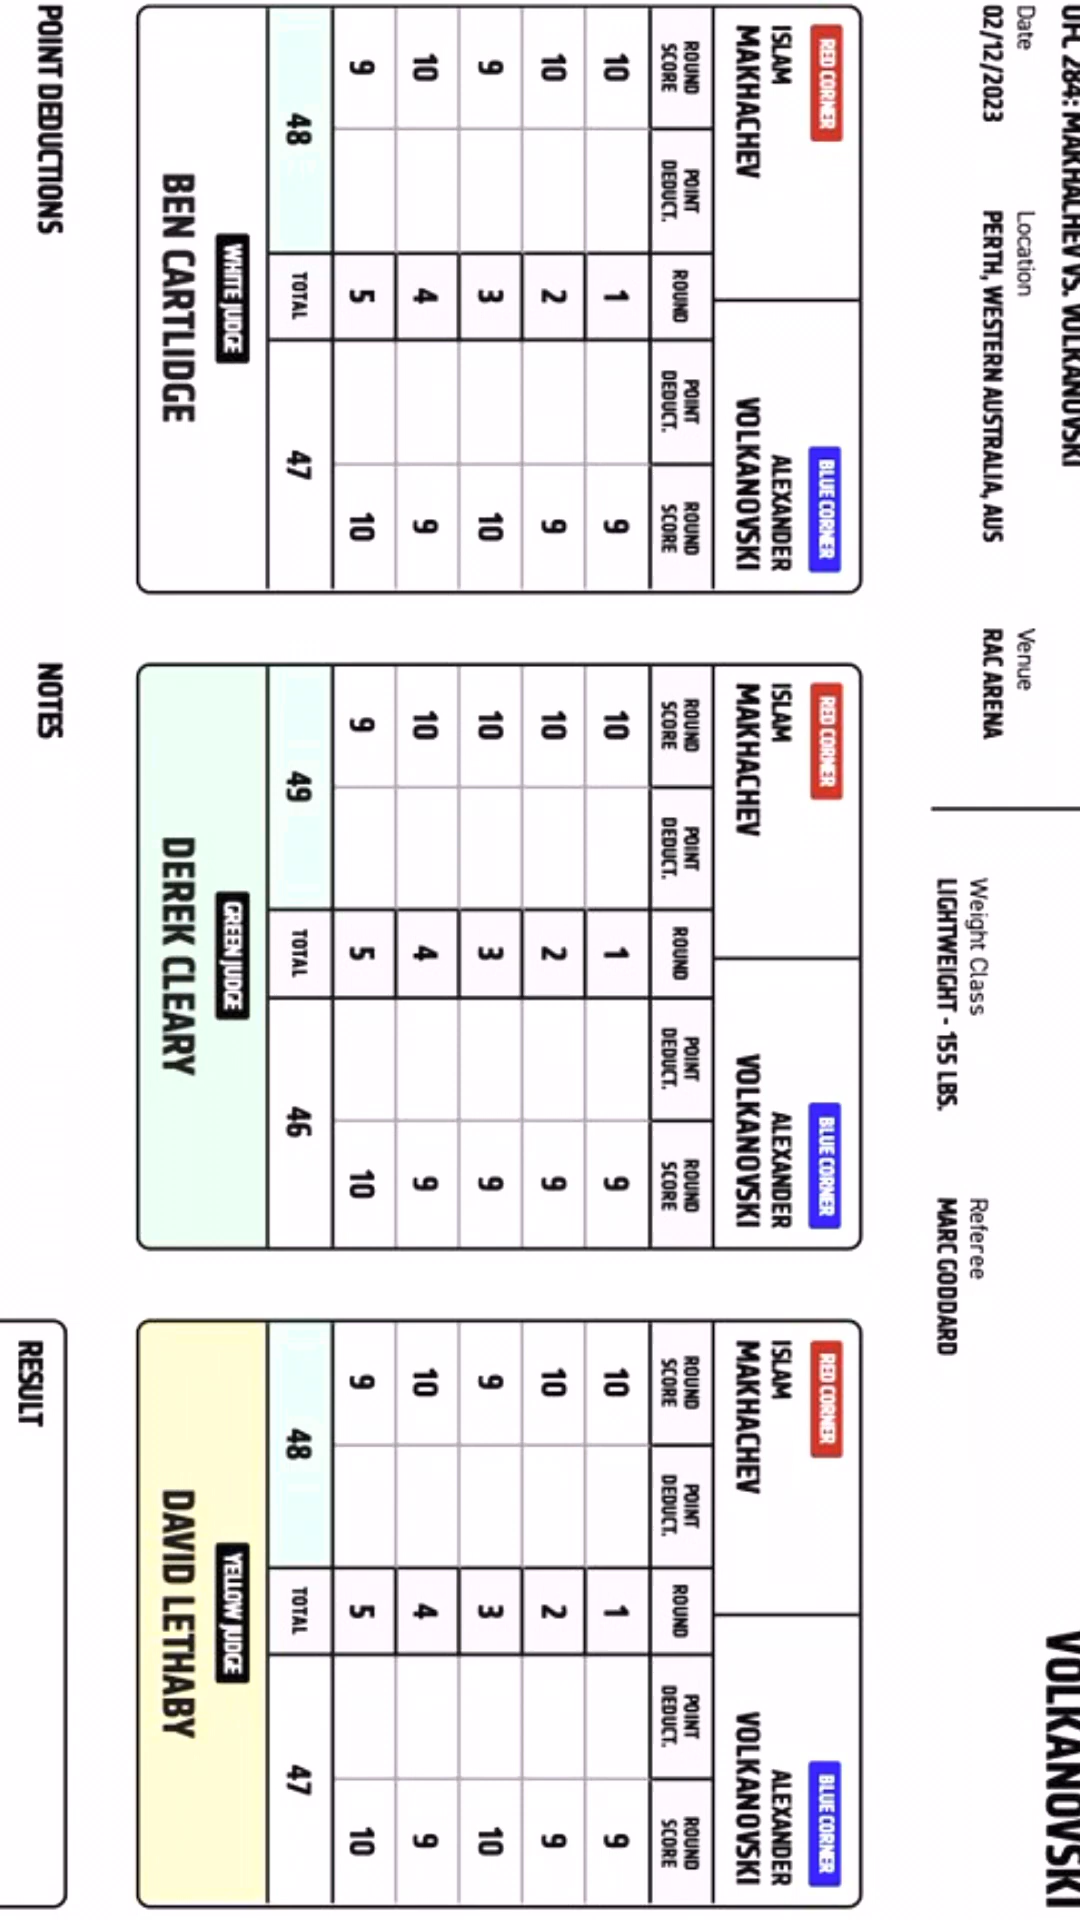 UFC 284: MAKHACHEV VS. VOLKANOVSKI
VOLKANOVSKI
Date
02/12/2023
Location
PERTH, WESTERN AUSTRALIA, AUS
Venue
RAC ARENA
Weight Class
LIGHTWEIGHT - 155 LBS.
Referee
MARC GODDARD
RED CORNER BLUE CORNER
ISLAM ALEXANDER
MAKHACHEV VOLKANOVSKI
ROUND SCORE POINT DEDUCT. ROUND POINT DEDUCT. ROUND SCORE
10 1 9
10 2 9
9 3 10
10 4 9
9 5 10
48 TOTAL 47
WHITE JUDGE
BEN CARTLIDGE
RED CORNER BLUE CORNER
ISLAM ALEXANDER
MAKHACHEV VOLKANOVSKI
ROUND SCORE POINT DEDUCT. ROUND POINT DEDUCT. ROUND SCORE
10 1 9
10 2 9
10 3 9
10 4 9
9 5 10
49 TOTAL 46
GREEN JUDGE
DEREK CLEARY
RED CORNER BLUE CORNER
ISLAM ALEXANDER
MAKHACHEV VOLKANOVSKI
ROUND SCORE POINT DEDUCT. ROUND POINT DEDUCT. ROUND SCORE
10 1 9
10 2 9
9 3 10
10 4 9
9 5 10
48 TOTAL 47
YELLOW JUDGE
DAVID LETHABY
POINT DEDUCTIONS
NOTES
RESULT